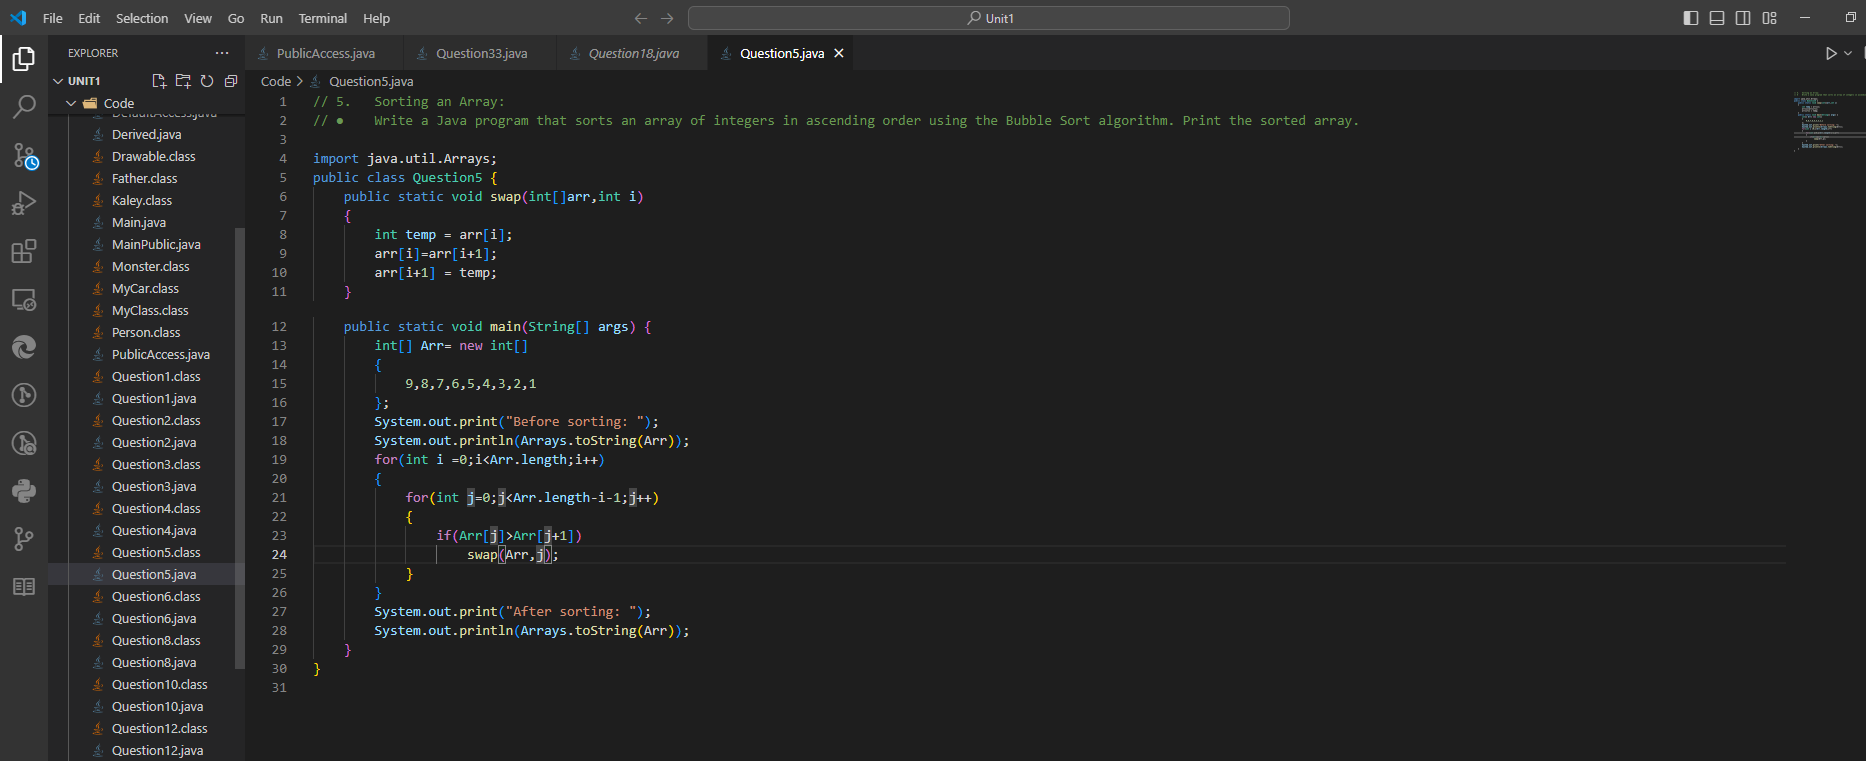 File Edit Selection View Go Run Terminal Help
Unit1
EXPLORER
UNIT1
Code
DefaultAccess.java
Derived.java
Drawable.class
Father.class
Kaley.class
Main.java
MainPublic.java
Monster.class
MyCar.class
MyClass.class
Person.class
PublicAccess.java
Question1.class
Question1.java
Question2.class
Question2.java
Question3.class
Question3.java
Question4.class
Question4.java
Question5.class
Question5.java
Question6.class
Question6.java
Question8.class
Question8.java
Question10.class
Question10.java
Question12.class
Question12.java
PublicAccess.java Question33.java Question18.java Question5.java
Code > Question5.java
1 // 5. Sorting an Array:
2 // ● Write a Java program that sorts an array of integers in ascending order using the Bubble Sort algorithm. Print the sorted array.
3
4 import java.util.Arrays;
5 public class Question5 {
6 public static void swap(int[]arr,int i)
7 {
8 int temp = arr[i];
9 arr[i]=arr[i+1];
10 arr[i+1] = temp;
11 }
12 public static void main(String[] args) {
13 int[] Arr= new int[]
14 {
15 9,8,7,6,5,4,3,2,1
16 };
17 System.out.print("Before sorting: ");
18 System.out.println(Arrays.toString(Arr));
19 for(int i =0;i<Arr.length;i++)
20 {
21 for(int j=0;j<Arr.length-i-1;j++)
22 {
23 if(Arr[j]>Arr[j+1])
24 swap(Arr,j);
25 }
26 }
27 System.out.print("After sorting: ");
28 System.out.println(Arrays.toString(Arr));
29 }
30 }
31